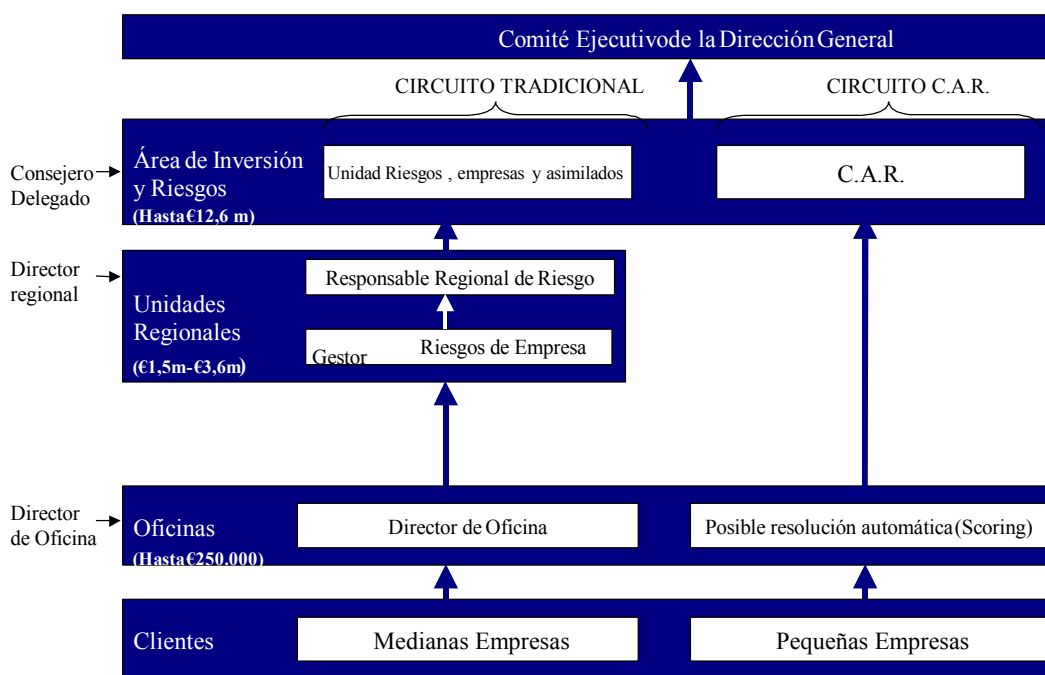 Comité Ejecutivode la Dirección General
CIRCUITO TRADICIONAL
CIRCUITO C.A.R.
Consejero
Delegado
Área de Inversión
y Riesgos
(Hasta€12,6 m)
Unidad Riesgos , empresas y asimilados
C.A.R.
Director
regional
Unidades
Regionales
(€1,5m-€3,6m)
Responsable Regional de Riesgo
Gestor Riesgos de Empresa
Director
de Oficina
Oficinas
(Hasta€250.000)
Director de Oficina
Posible resolución automática (Scoring)
Clientes
Medianas Empresas
Pequeñas Empresas